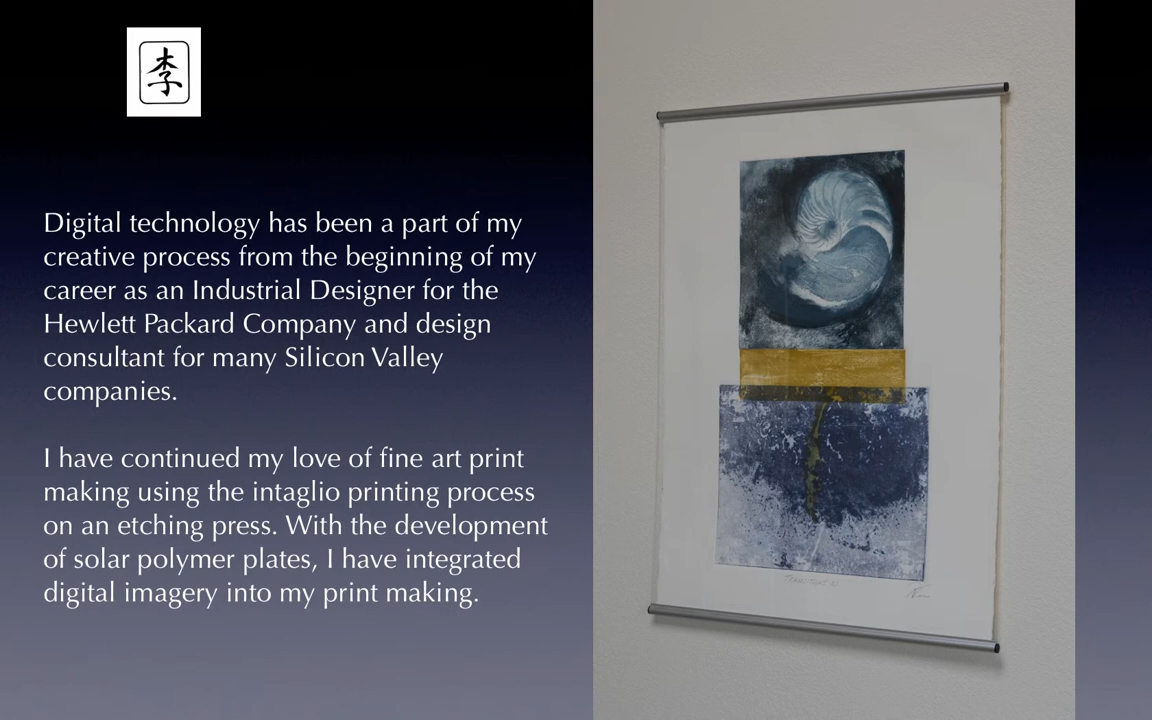 李
Digital technology has been a part of my
creative process from the beginning of my
career as an Industrial Designer for the
Hewlett Packard Company and design
consultant for many Silicon Valley
companies.
I have continued my love of fine art print
making using the intaglio printing process
on an etching press. With the development
of solar polymer plates, I have integrated
digital imagery into my print making.